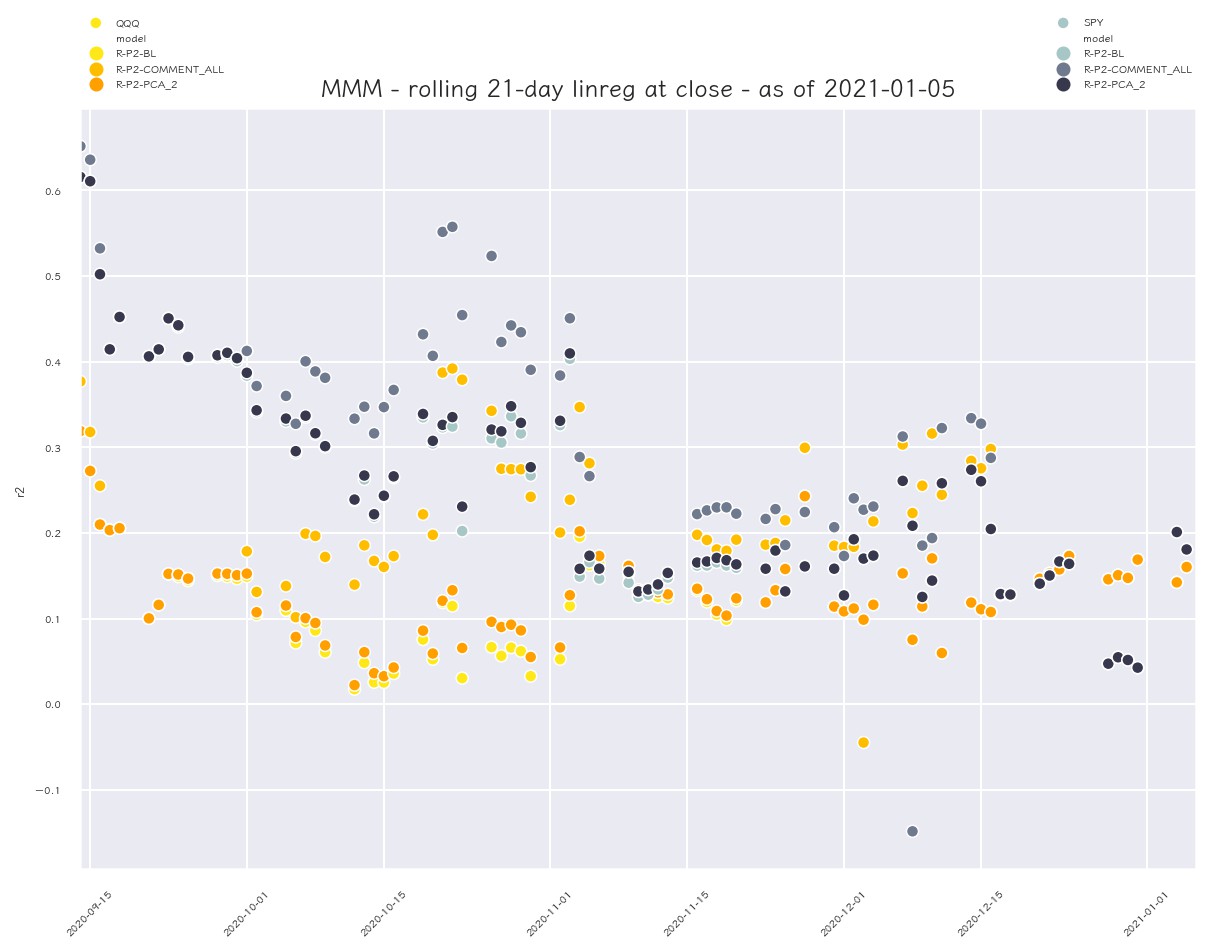 QQQ
model
R-P2-BL
R-P2-COMMENT_ALL
R-P2-PCA_2
SPY
model
R-P2-BL
R-P2-COMMENT_ALL
R-P2-PCA_2
MMM - rolling 21-day linreg at close - as of 2021-01-05
r2
0.6
0.5
0.4
0.3
0.2
0.1
0.0
−0.1
2020-09-15
2020-10-01
2020-10-15
2020-11-01
2020-11-15
2020-12-01
2020-12-15
2021-01-01